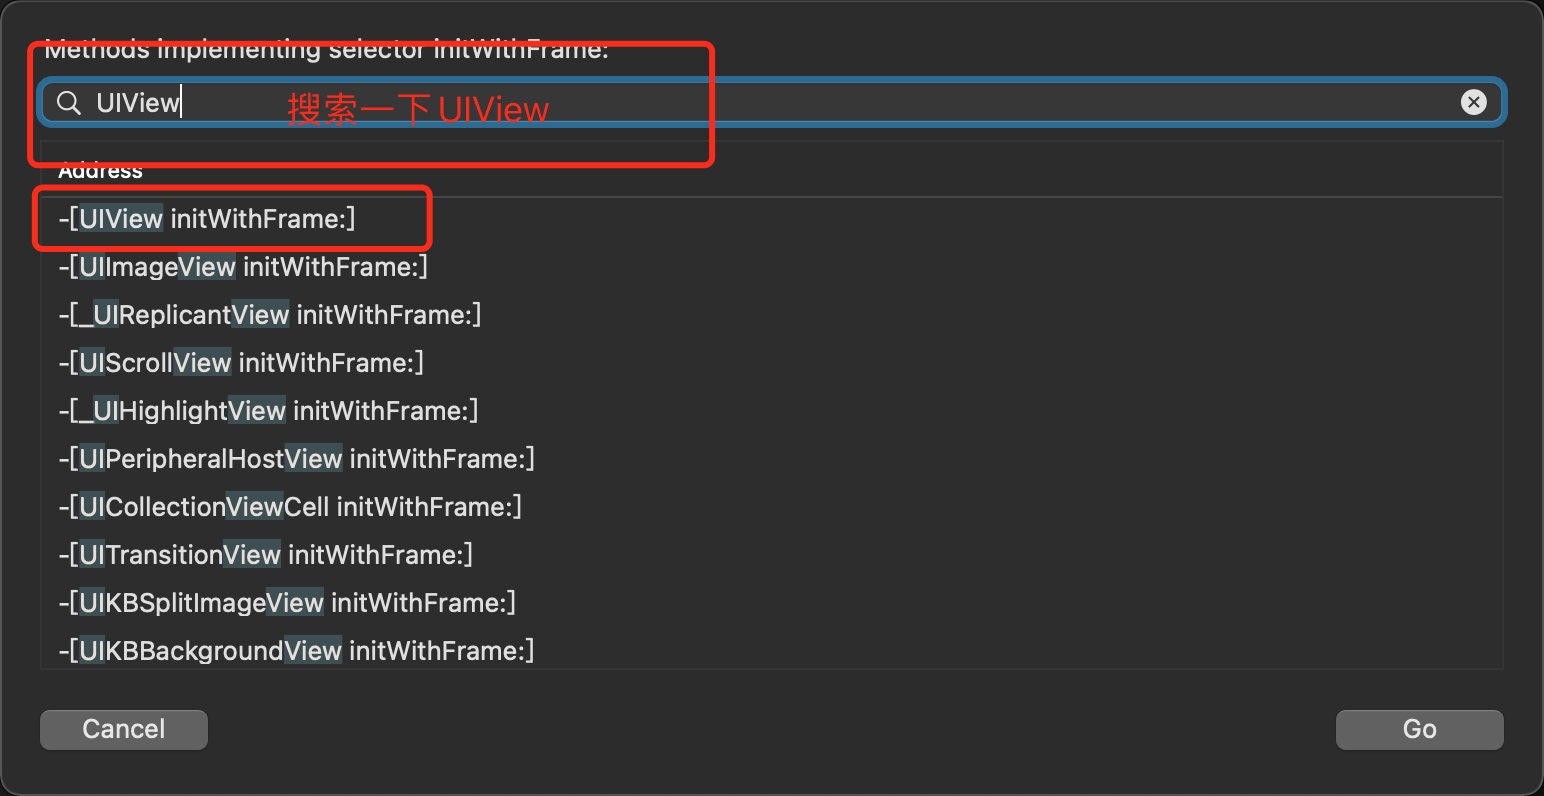 Methods implementing selector initWithFrame:
UIView 搜索一下 UIView
Address
-[UIView initWithFrame:]
-[UIImageView initWithFrame:]
-[_UIReplicantView initWithFrame:]
-[UIScrollView initWithFrame:]
-[_UIHighlightView initWithFrame:]
-[UIPeripheralHostView initWithFrame:]
-[UICollectionViewCell initWithFrame:]
-[UITransitionView initWithFrame:]
-[UIKBSplitImageView initWithFrame:]
-[UIKBBackgroundView initWithFrame:]
Cancel Go